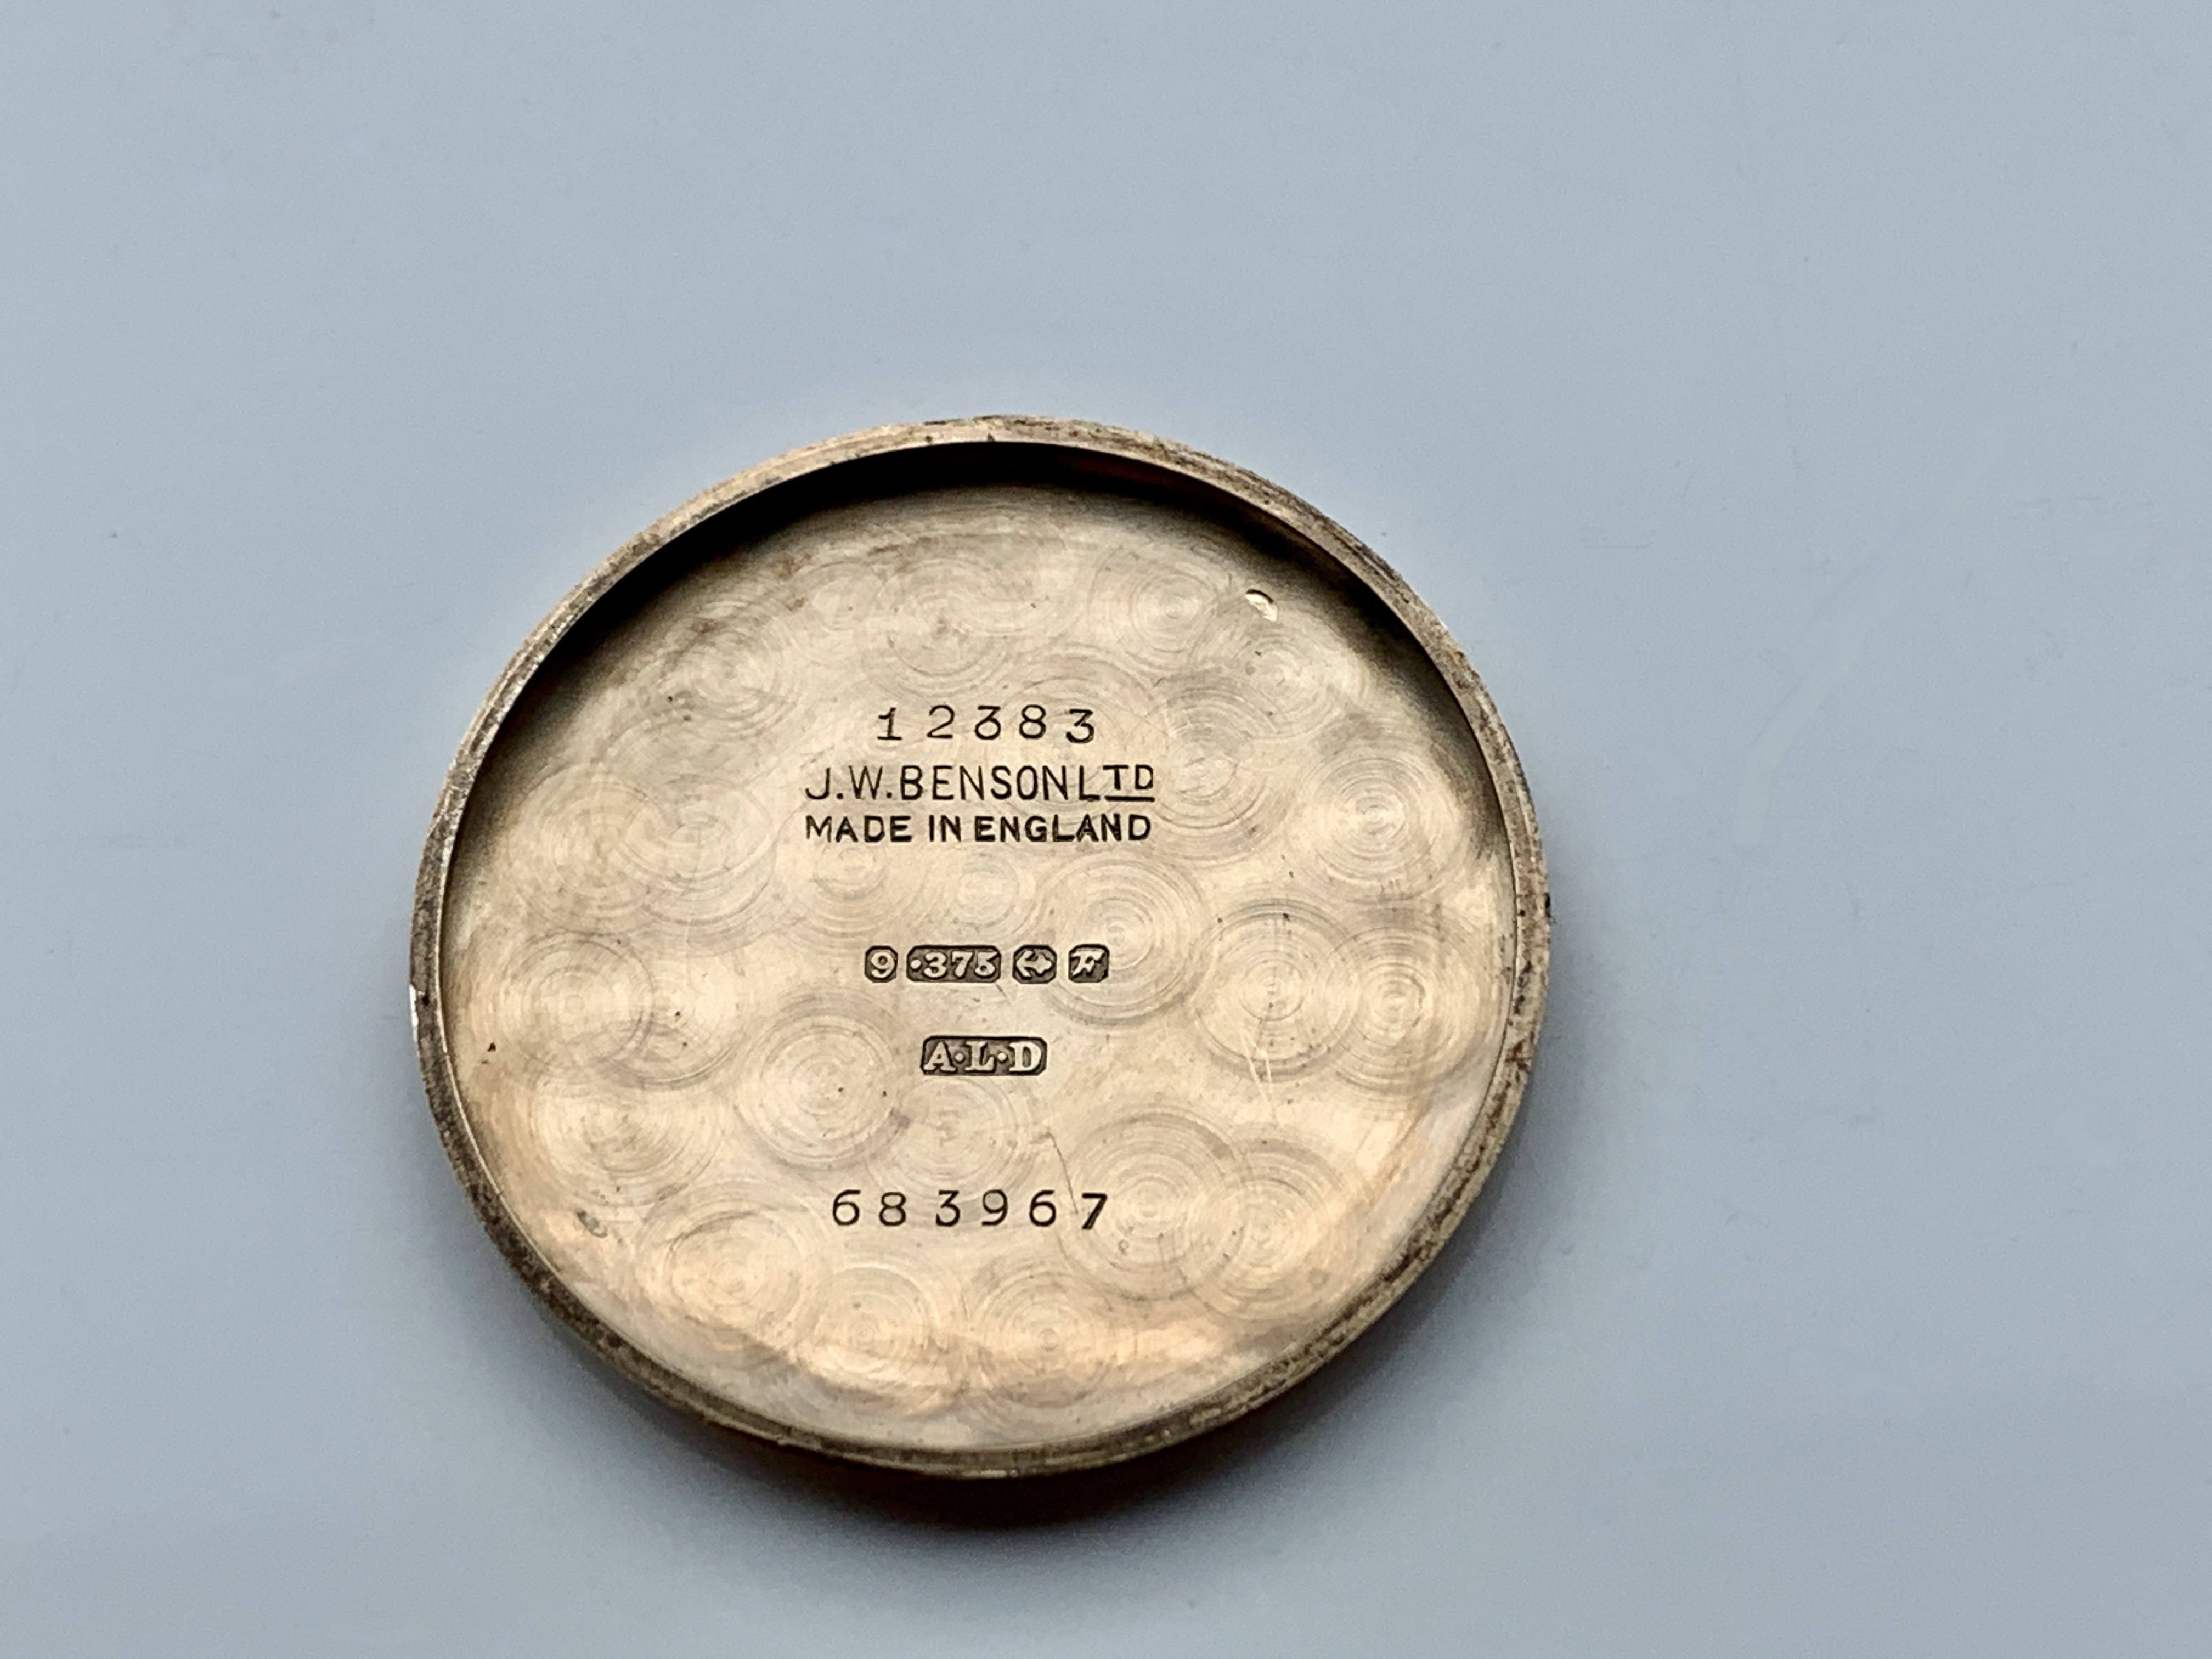 12383
J.W.BENSON LTD
MADE IN ENGLAND
9 .375 F
A·L·D
683967